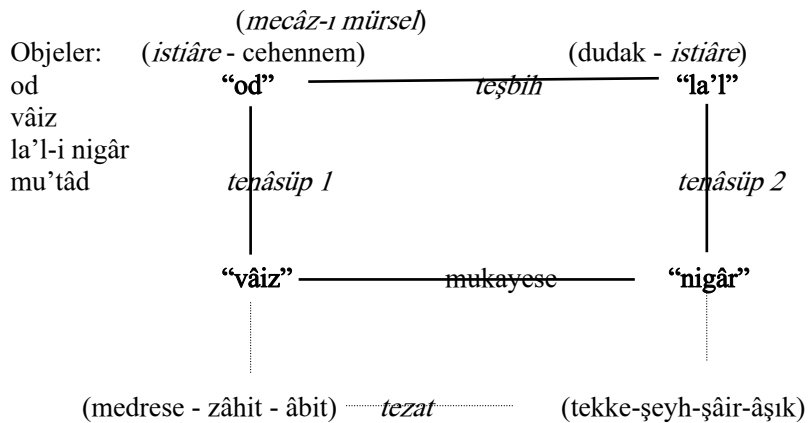 (mecâz-ı mürsel)
Objeler: (istiâre - cehennem) (dudak - istiâre)
od “od” teşbih “la’l”
vâiz
la’l-i nigâr
mu’tâd tenâsüp 1 tenâsüp 2
“vâiz” mukayese “nigâr”
(medrese - zâhit - âbit) tezat (tekke-şeyh-şâir-âşık)